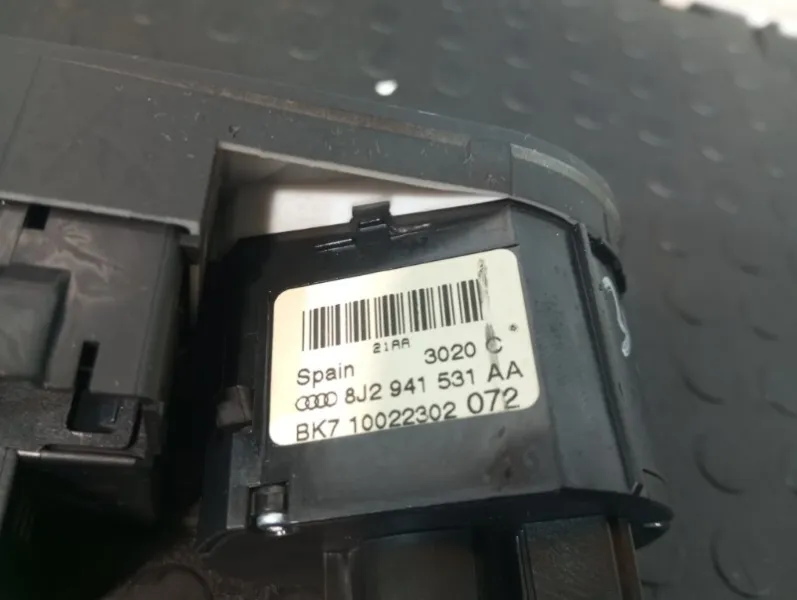 21AA
Spain 3020 C
8J2 941 531 AA
BK7 10022302 072